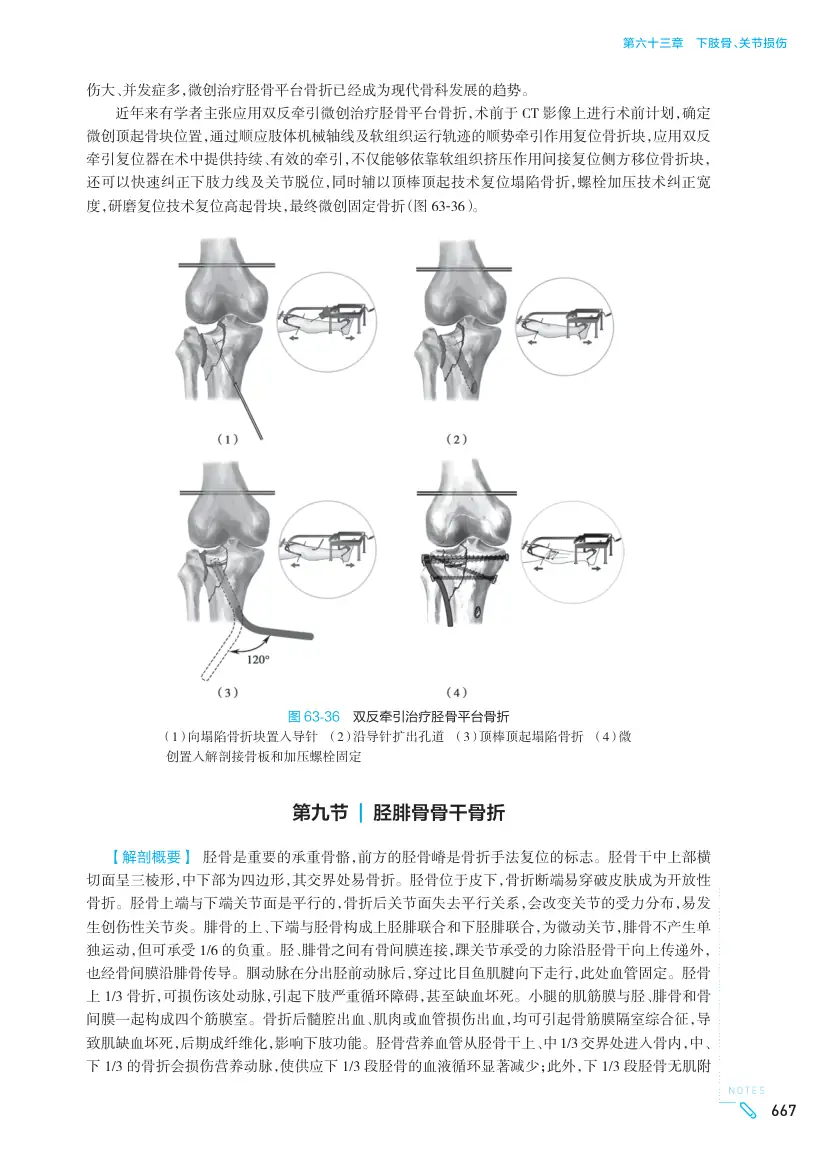 第六十三章 下肢骨、关节损伤
伤大、并发症多,微创治疗胫骨平台骨折已经成为现代骨科发展的趋势。
近年来有学者主张应用双反牵引微创治疗胫骨平台骨折,术前于 CT 影像上进行术前计划,确定
微创顶起骨块位置,通过顺应肢体机械轴线及软组织运行轨迹的顺势牵引作用复位骨折块,应用双反
牵引复位器在术中提供持续、有效的牵引,不仅能够依靠软组织挤压作用间接复位侧方移位骨折块,
还可以快速纠正下肢力线及关节脱位,同时辅以顶棒顶起技术复位塌陷骨折,螺栓加压技术纠正宽
度,研磨复位技术复位高起骨块,最终微创固定骨折(图 63-36)。
(1)
(2)
120°
(3)
(4)
图 63-36 双反牵引治疗胫骨平台骨折
(1)向塌陷骨折块置入导针 (2)沿导针扩出孔道 (3)顶棒顶起塌陷骨折 (4)微
创置入解剖接骨板和加压螺栓固定
第九节 | 胫腓骨骨干骨折
【解剖概要】 胫骨是重要的承重骨骼,前方的胫骨嵴是骨折手法复位的标志。胫骨干中上部横
切面呈三棱形,中下部为四边形,其交界处易骨折。胫骨位于皮下,骨折断端易穿破皮肤成为开放性
骨折。胫骨上端与下端关节面是平行的,骨折后关节面失去平行关系,会改变关节的受力分布,易发
生创伤性关节炎。腓骨的上、下端与胫骨构成上胫腓联合和下胫腓联合,为微动关节,腓骨不产生单
独运动,但可承受 1/6 的负重。胫、腓骨之间有骨间膜连接,踝关节承受的力除沿胫骨干向上传递外,
也经骨间膜沿腓骨传导。腘动脉在分出胫前动脉后,穿过比目鱼肌腱向下走行,此处血管固定。胫骨
上 1/3 骨折,可损伤该处动脉,引起下肢严重循环障碍,甚至缺血坏死。小腿的肌筋膜与胫、腓骨和骨
间膜一起构成四个筋膜室。骨折后髓腔出血、肌肉或血管损伤出血,均可引起骨筋膜隔室综合征,导
致肌缺血坏死,后期成纤维化,影响下肢功能。胫骨营养血管从胫骨干上、中 1/3 交界处进入骨内,中、
下 1/3 的骨折会损伤营养动脉,使供应下 1/3 段胫骨的血液循环显著减少;此外,下 1/3 段胫骨无肌附
NOTES
667